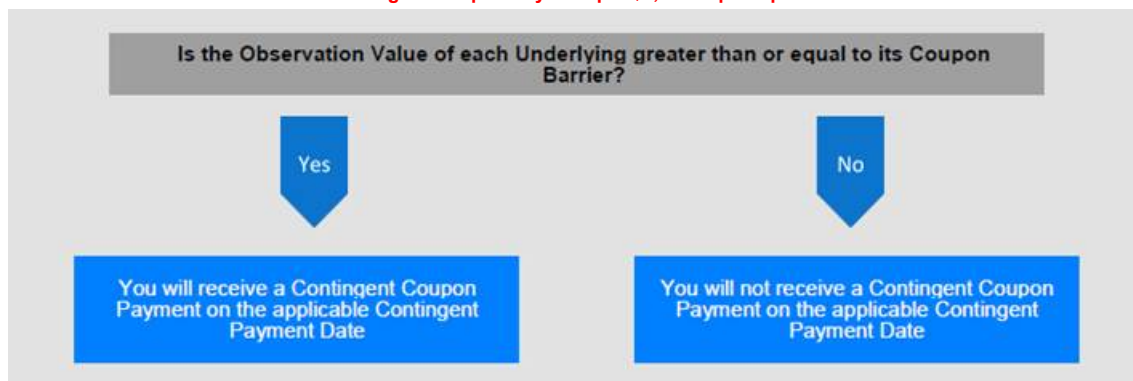 Is the Observation Value of each Underlying greater than or equal to its Coupon
Barrier?
Yes
No
You will receive a Contingent Coupon
Payment on the applicable Contingent
Payment Date
You will not receive a Contingent Coupon
Payment on the applicable Contingent
Payment Date